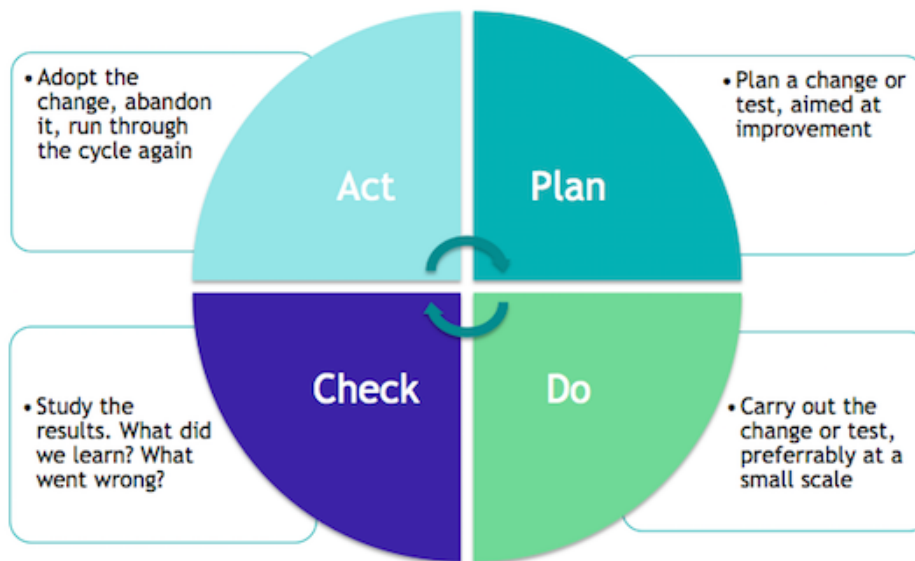 • Adopt the
change, abandon
it, run through
the cycle again
Act
Plan
• Plan a change or
test, aimed at
improvement
• Study the
results. What did
we learn? What
went wrong?
Check
Do
• Carry out the
change or test,
preferrably at a
small scale